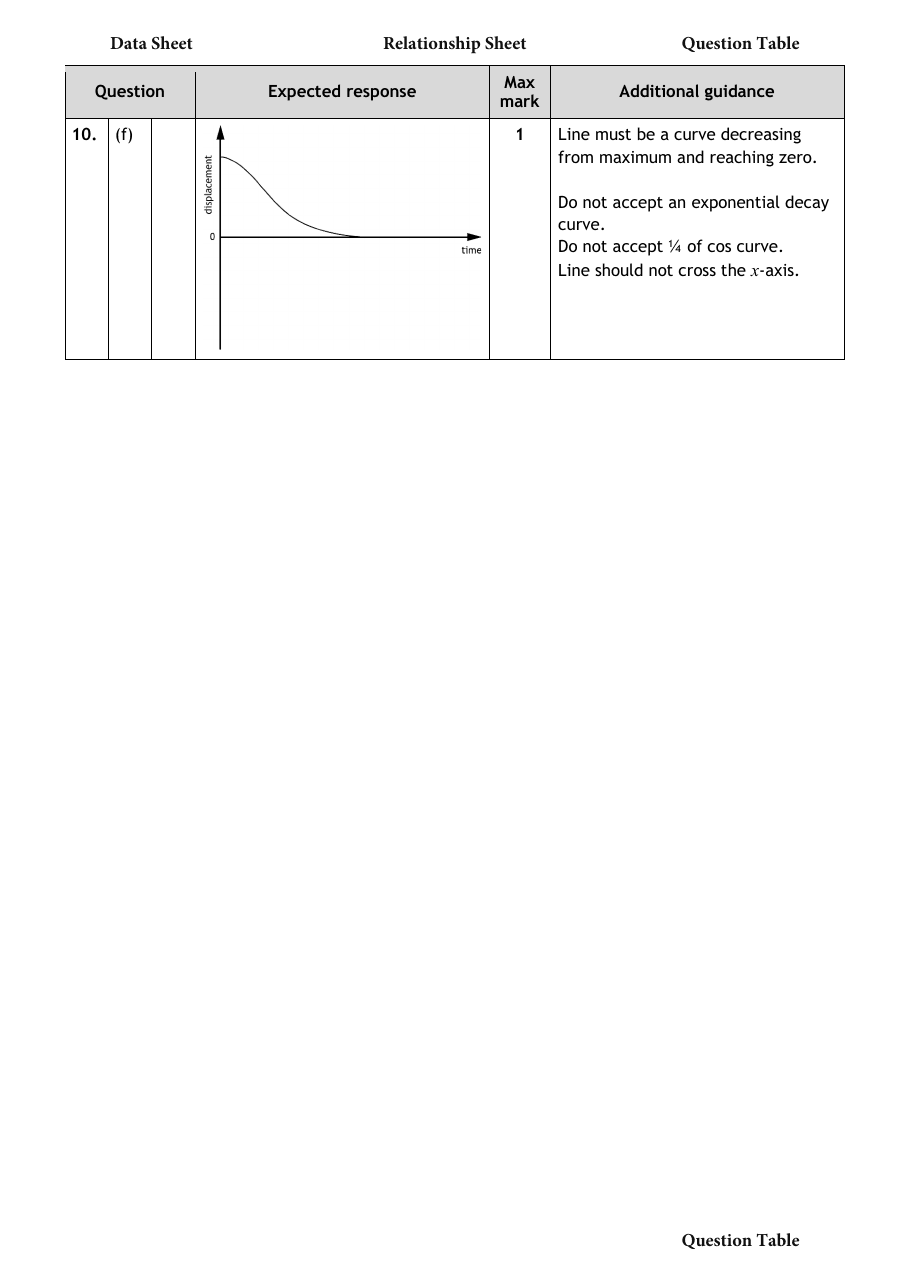 Data Sheet Relationship Sheet Question Table
Question Expected response Max mark Additional guidance
10. (f) 1
displacement
0
time
Line must be a curve decreasing
from maximum and reaching zero.
Do not accept an exponential decay
curve.
Do not accept ¼ of cos curve.
Line should not cross the x-axis.
Question Table